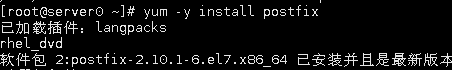 [root@server0 ~]# yum -y install postfix
已加载插件：langpacks
rhel_dvd
软件包 2:postfix-2.10.1-6.el7.x86_64 已安装并且是最新版本